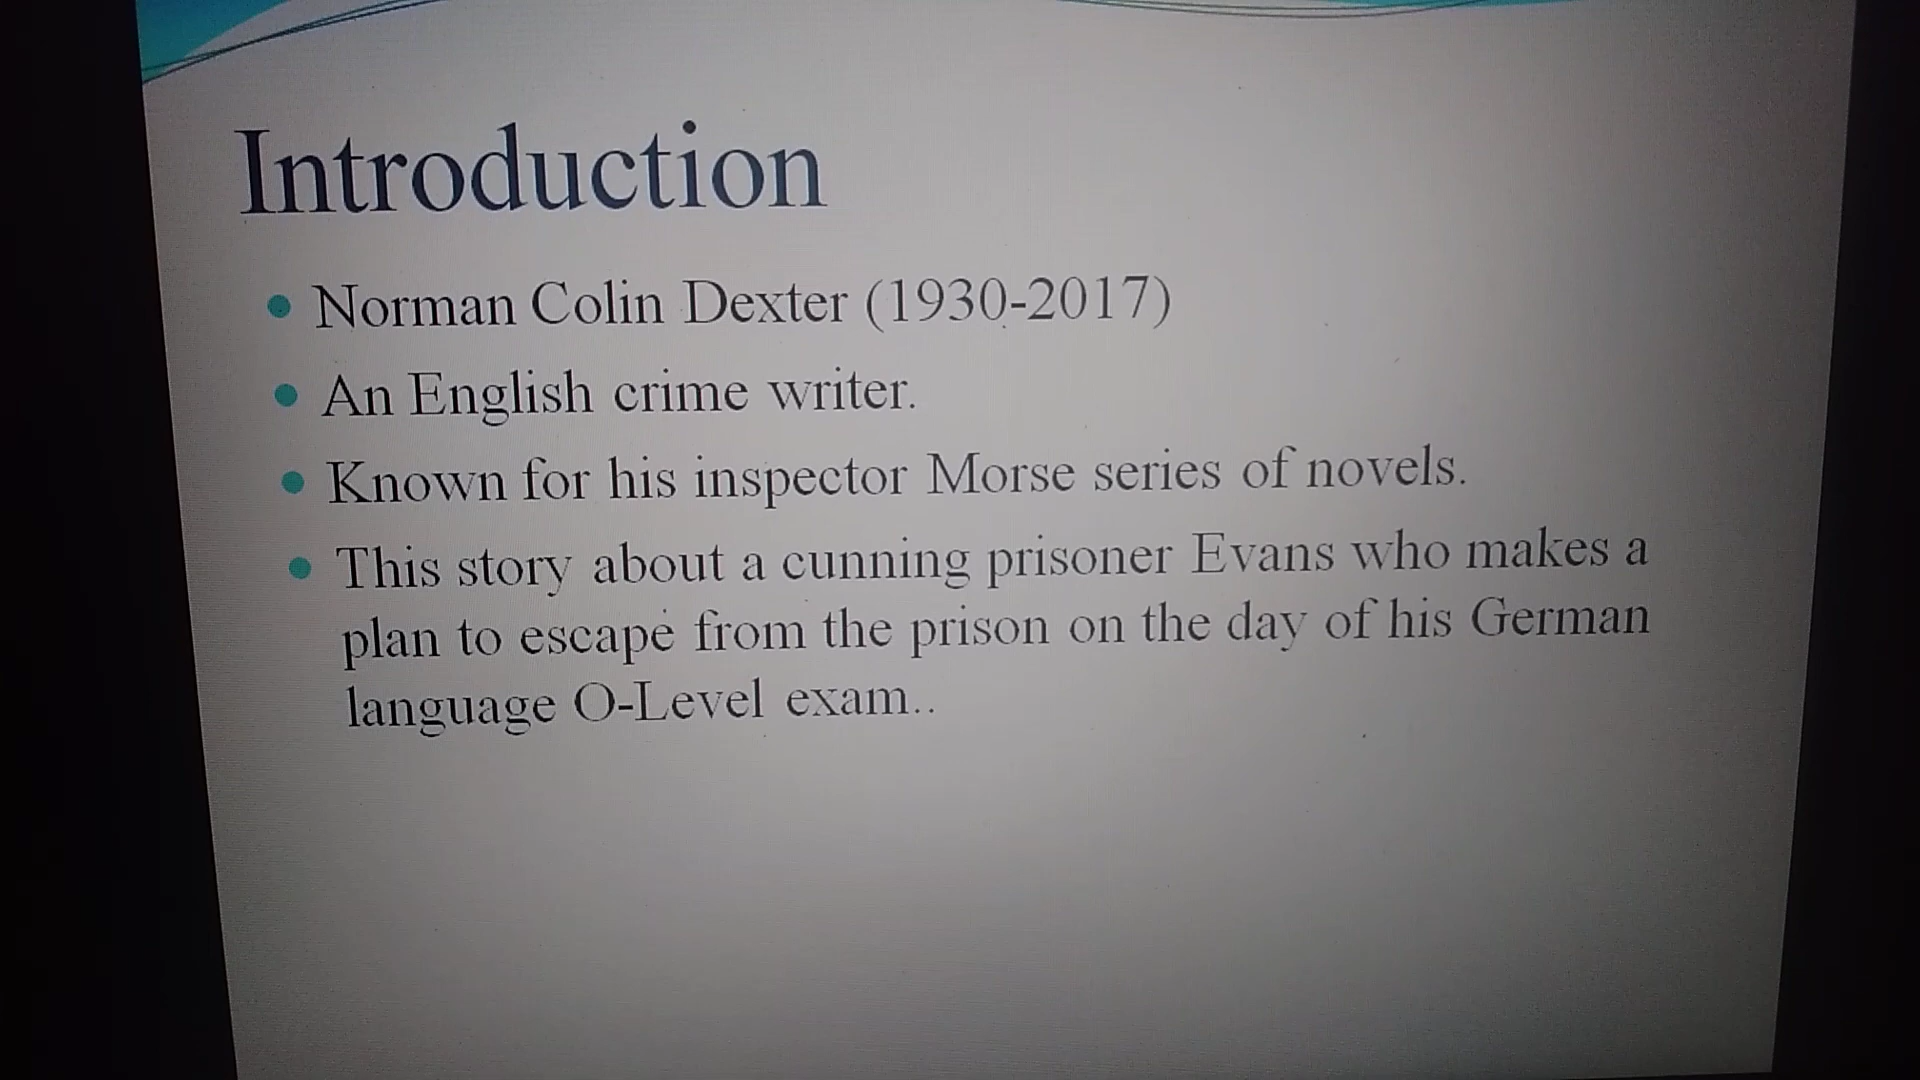 Introduction
• Norman Colin Dexter (1930-2017)
• An English crime writer.
• Known for his inspector Morse series of novels.
• This story about a cunning prisoner Evans who makes a
plan to escape from the prison on the day of his German
language O-Level exam..